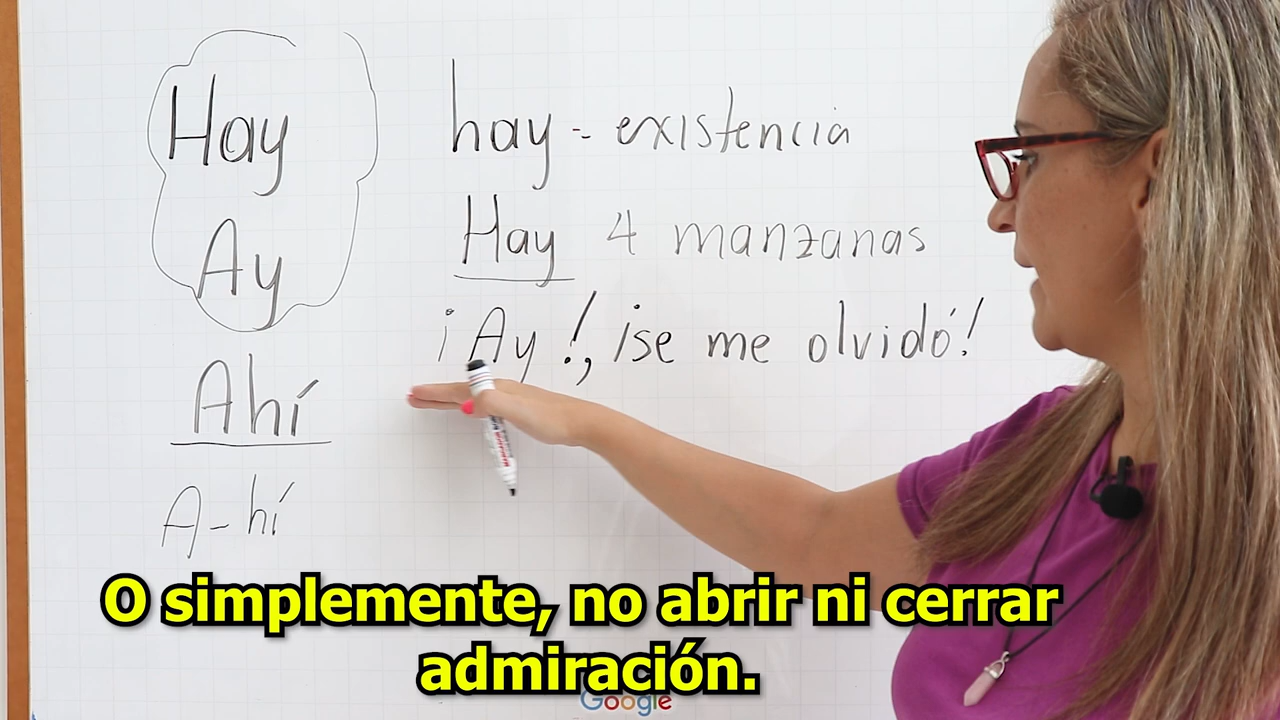 Hay
Ay
Ahí
A-hí
hay - existencia
Hay 4 manzanas
¡Ay!, ¡se me olvidó!
O simplemente, no abrir ni cerrar
admiración.
Google